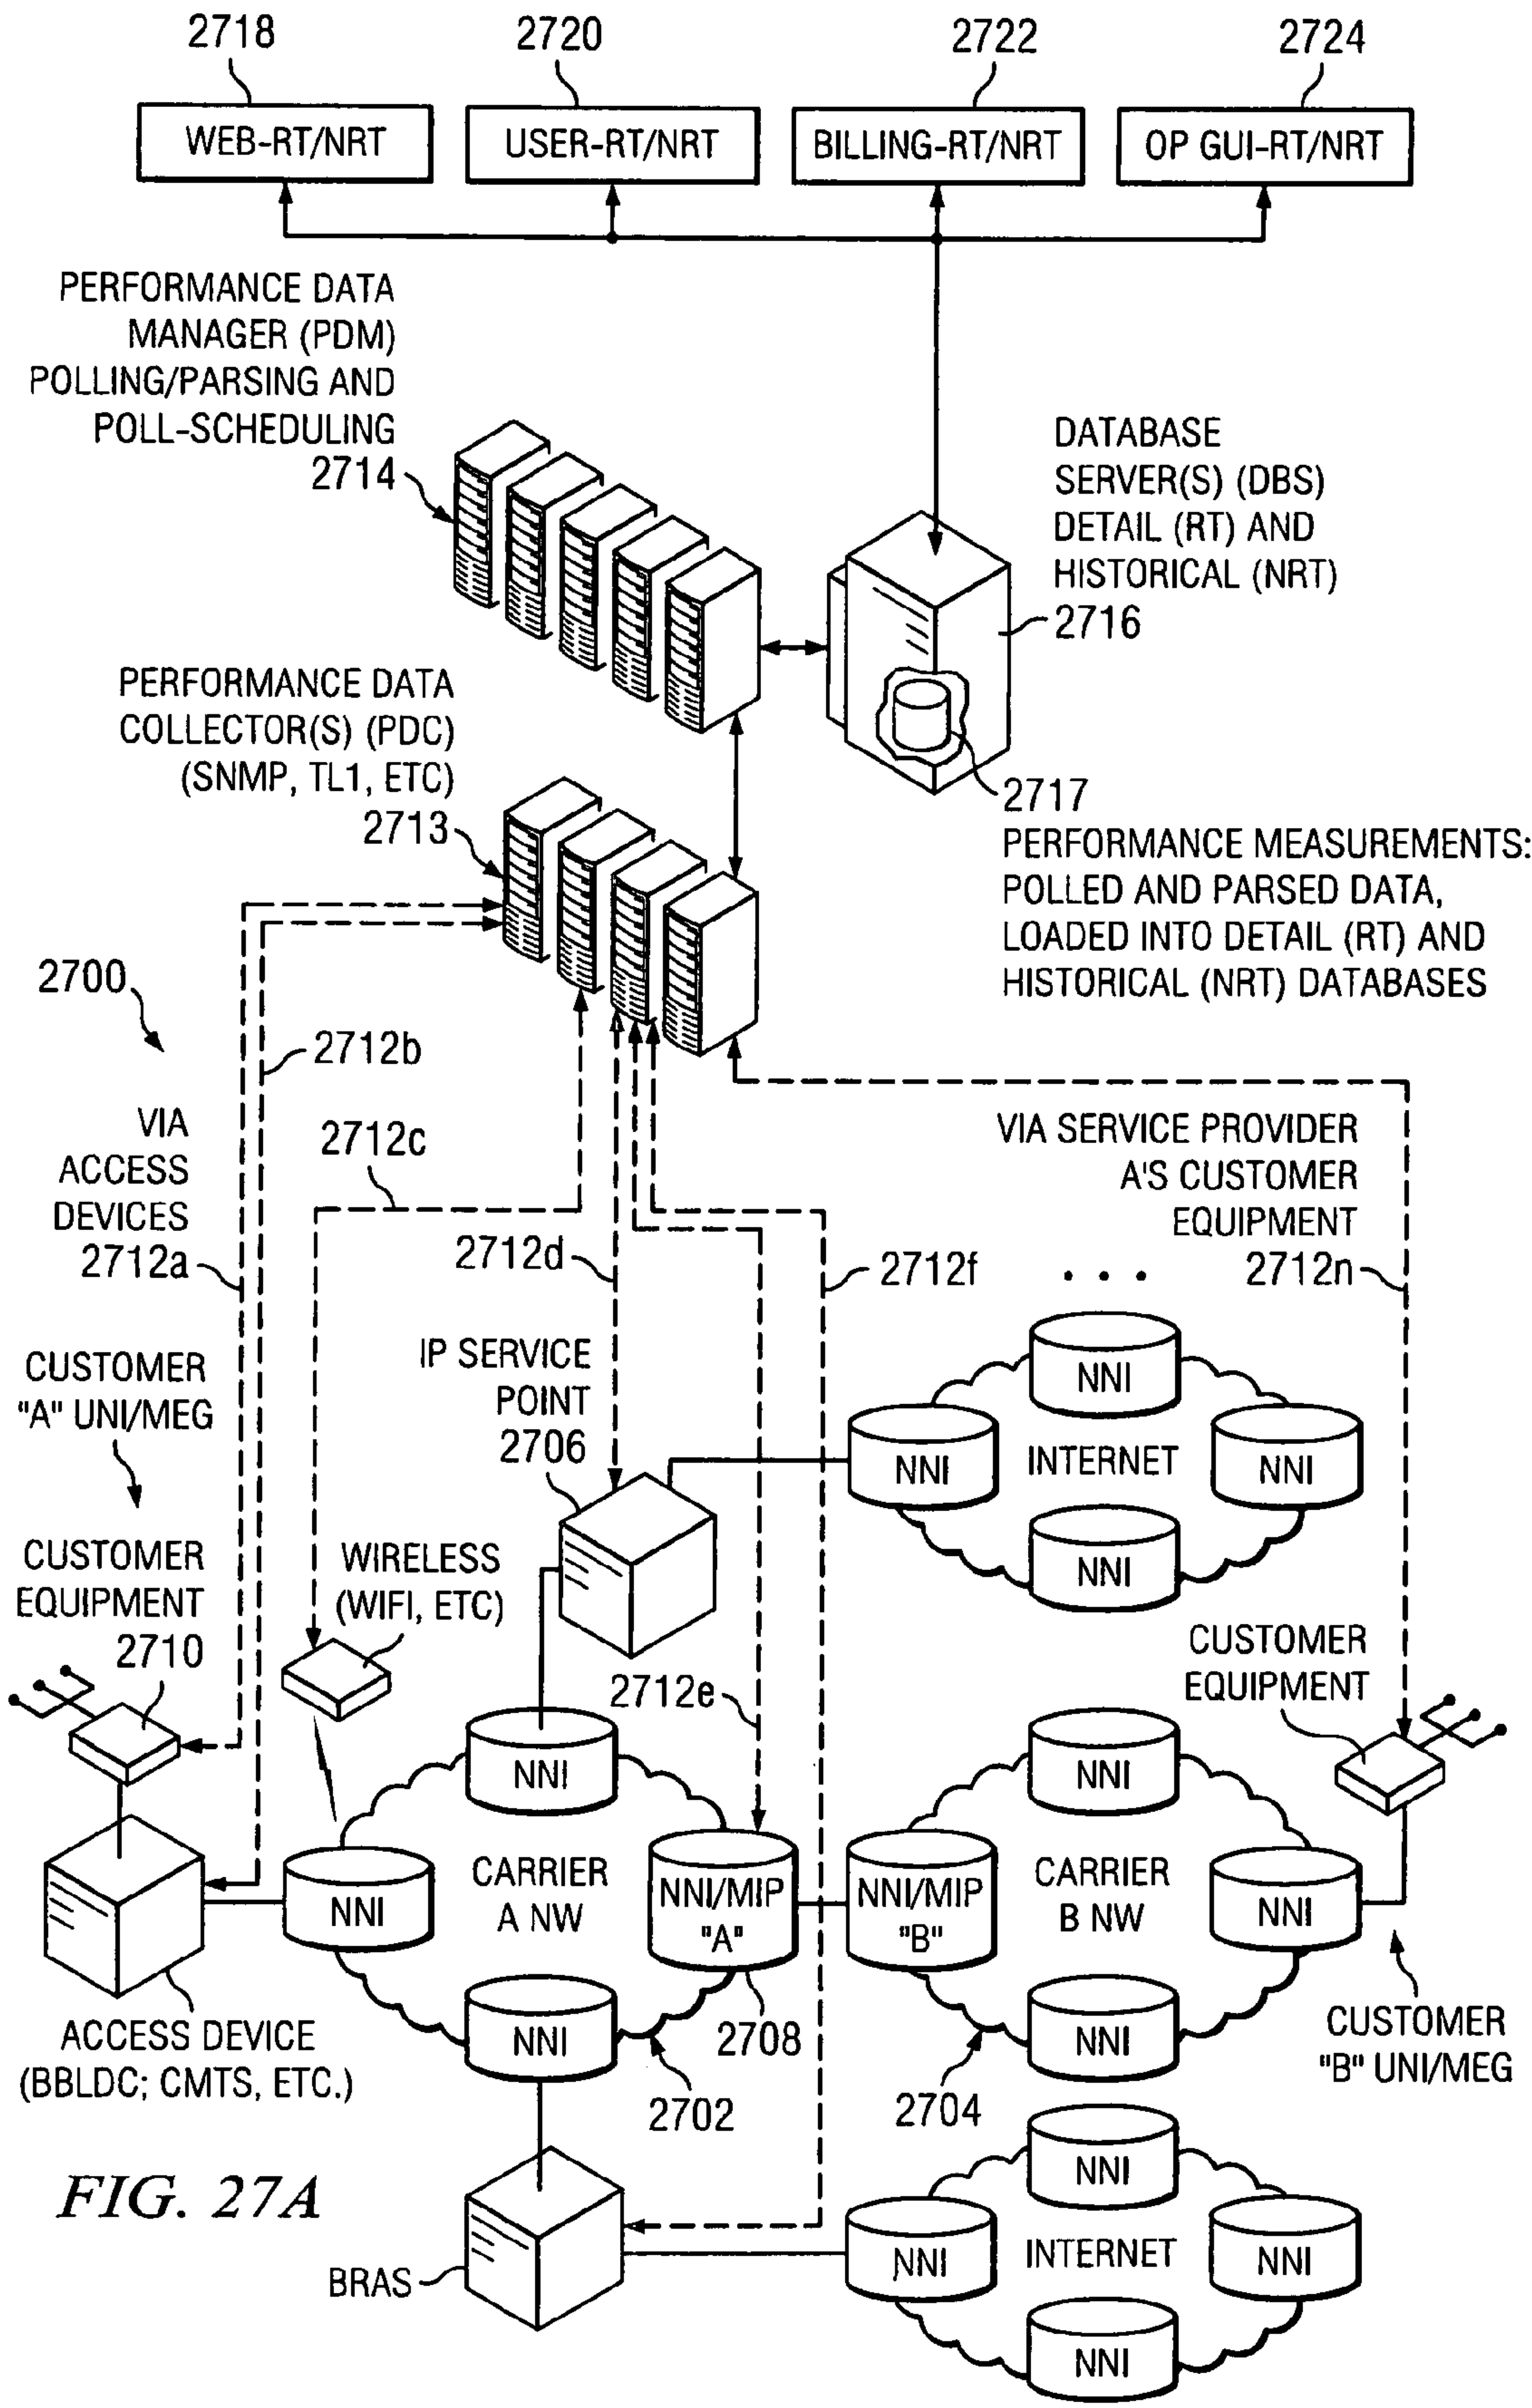 2718
2720
2722
2724
WEB-RT/NRT
USER-RT/NRT
BILLING-RT/NRT
OP GUI-RT/NRT
PERFORMANCE DATA
MANAGER (PDM)
POLLING/PARSING AND
POLL-SCHEDULING
2714
DATABASE
SERVER(S) (DBS)
DETAIL (RT) AND
HISTORICAL (NRT)
2716
PERFORMANCE DATA
COLLECTOR(S) (PDC)
(SNMP, TL1, ETC)
2713
2717
PERFORMANCE MEASUREMENTS:
POLLED AND PARSED DATA,
LOADED INTO DETAIL (RT) AND
HISTORICAL (NRT) DATABASES
2700
2712b
VIA
ACCESS
DEVICES
2712a
2712c
2712d
2712f
VIA SERVICE PROVIDER
A'S CUSTOMER
EQUIPMENT
2712n
. . .
CUSTOMER
"A" UNI/MEG
IP SERVICE
POINT
2706
NNI
NNI
INTERNET
NNI
NNI
CUSTOMER
EQUIPMENT
2710
WIRELESS
(WIFI, ETC)
2712e
CUSTOMER
EQUIPMENT
NNI
NNI
CARRIER
A NW
NNI
NNI/MIP
"A"
NNI
NNI/MIP
"B"
CARRIER
B NW
NNI
NNI
ACCESS DEVICE
(BBLDC; CMTS, ETC.)
2708
2702
2704
CUSTOMER
"B" UNI/MEG
FIG. 27A
BRAS
NNI
NNI
INTERNET
NNI
NNI